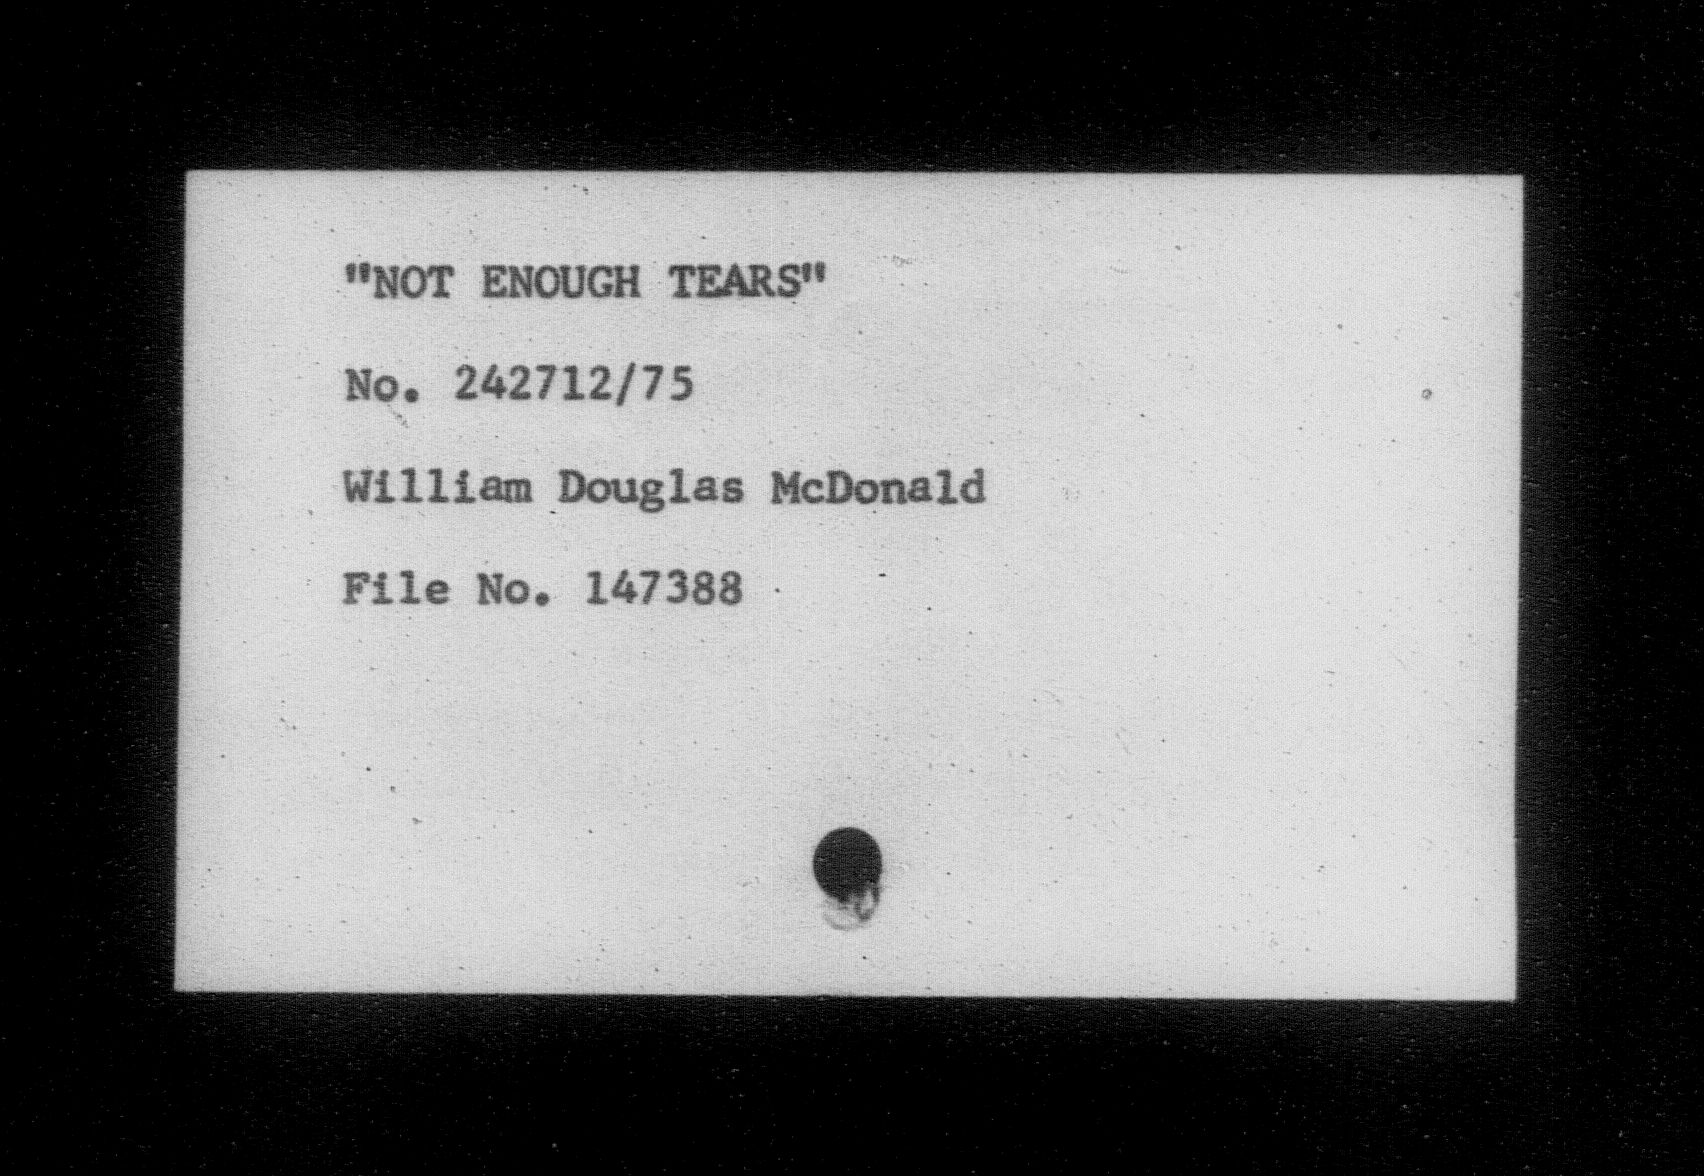 "NOT ENOUGH TEARS"
No. 242712/75
William Douglas McDonald
File No. 147388